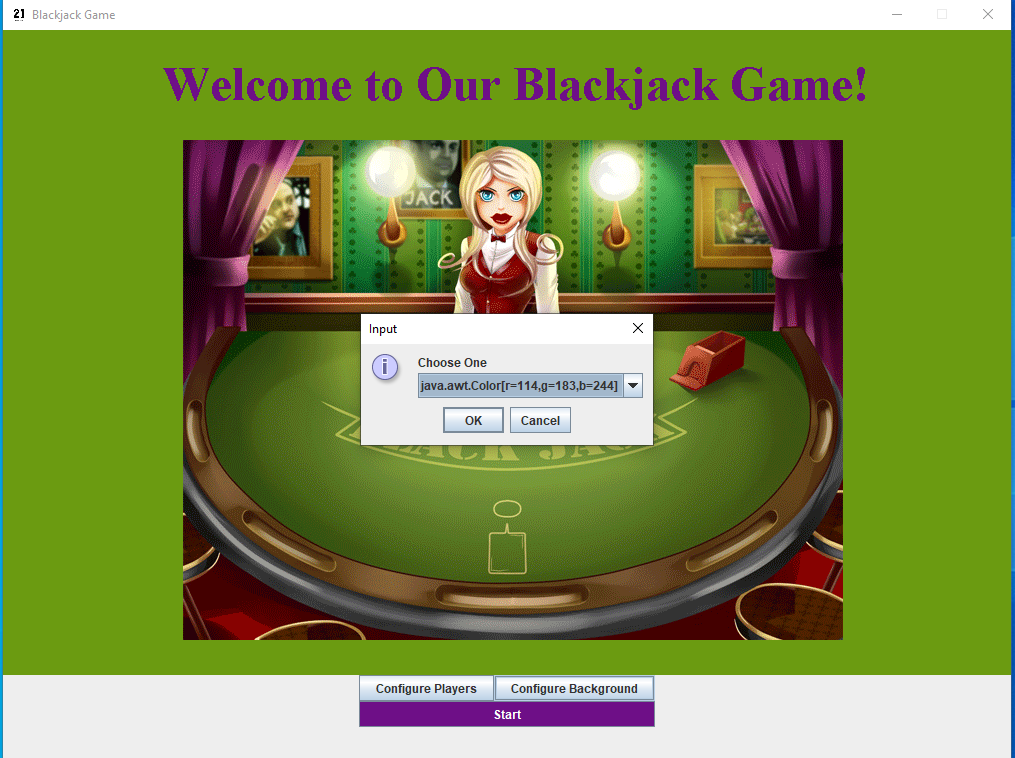 21
Blackjack Game
Welcome to Our Blackjack Game!
JACK
Input
Choose One
java.awt.Color[r=114,g=183,b=244]
OK
Cancel
Configure Players
Configure Background
Start